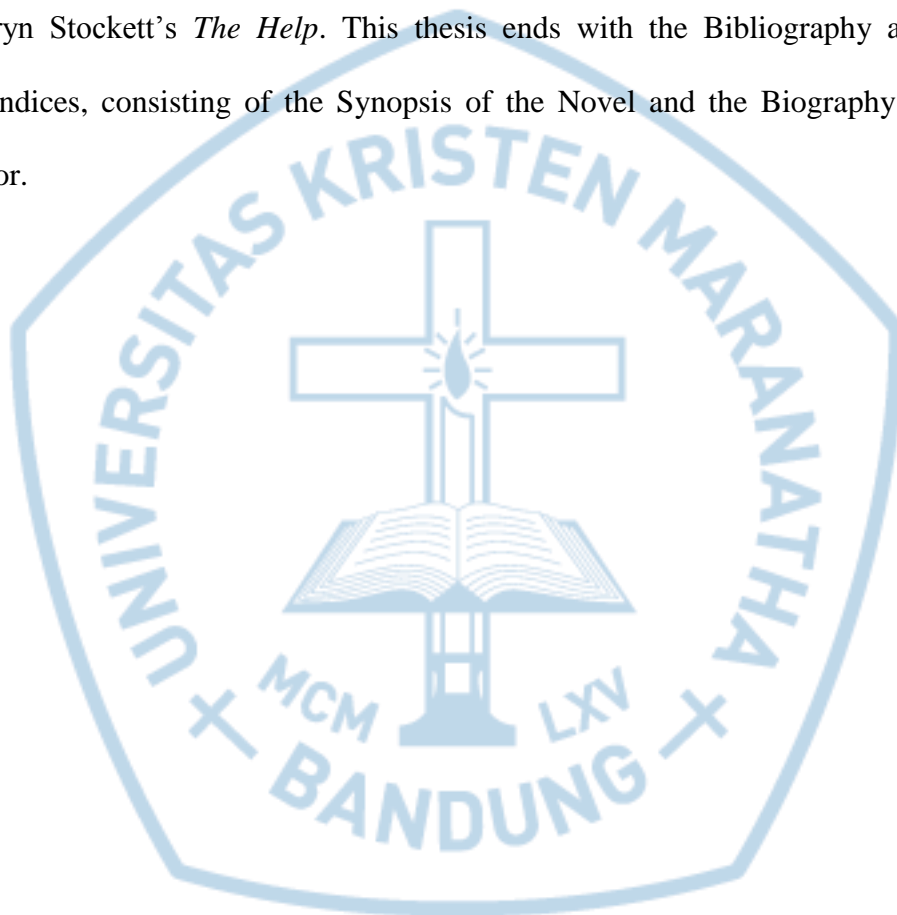 ryn Stockett’s The Help. This thesis ends with the Bibliography a
ndices, consisting of the Synopsis of the Novel and the Biography
or.
UNIVERSITAS KRISTEN MARANATHA
MCM LXV
BANDUNG